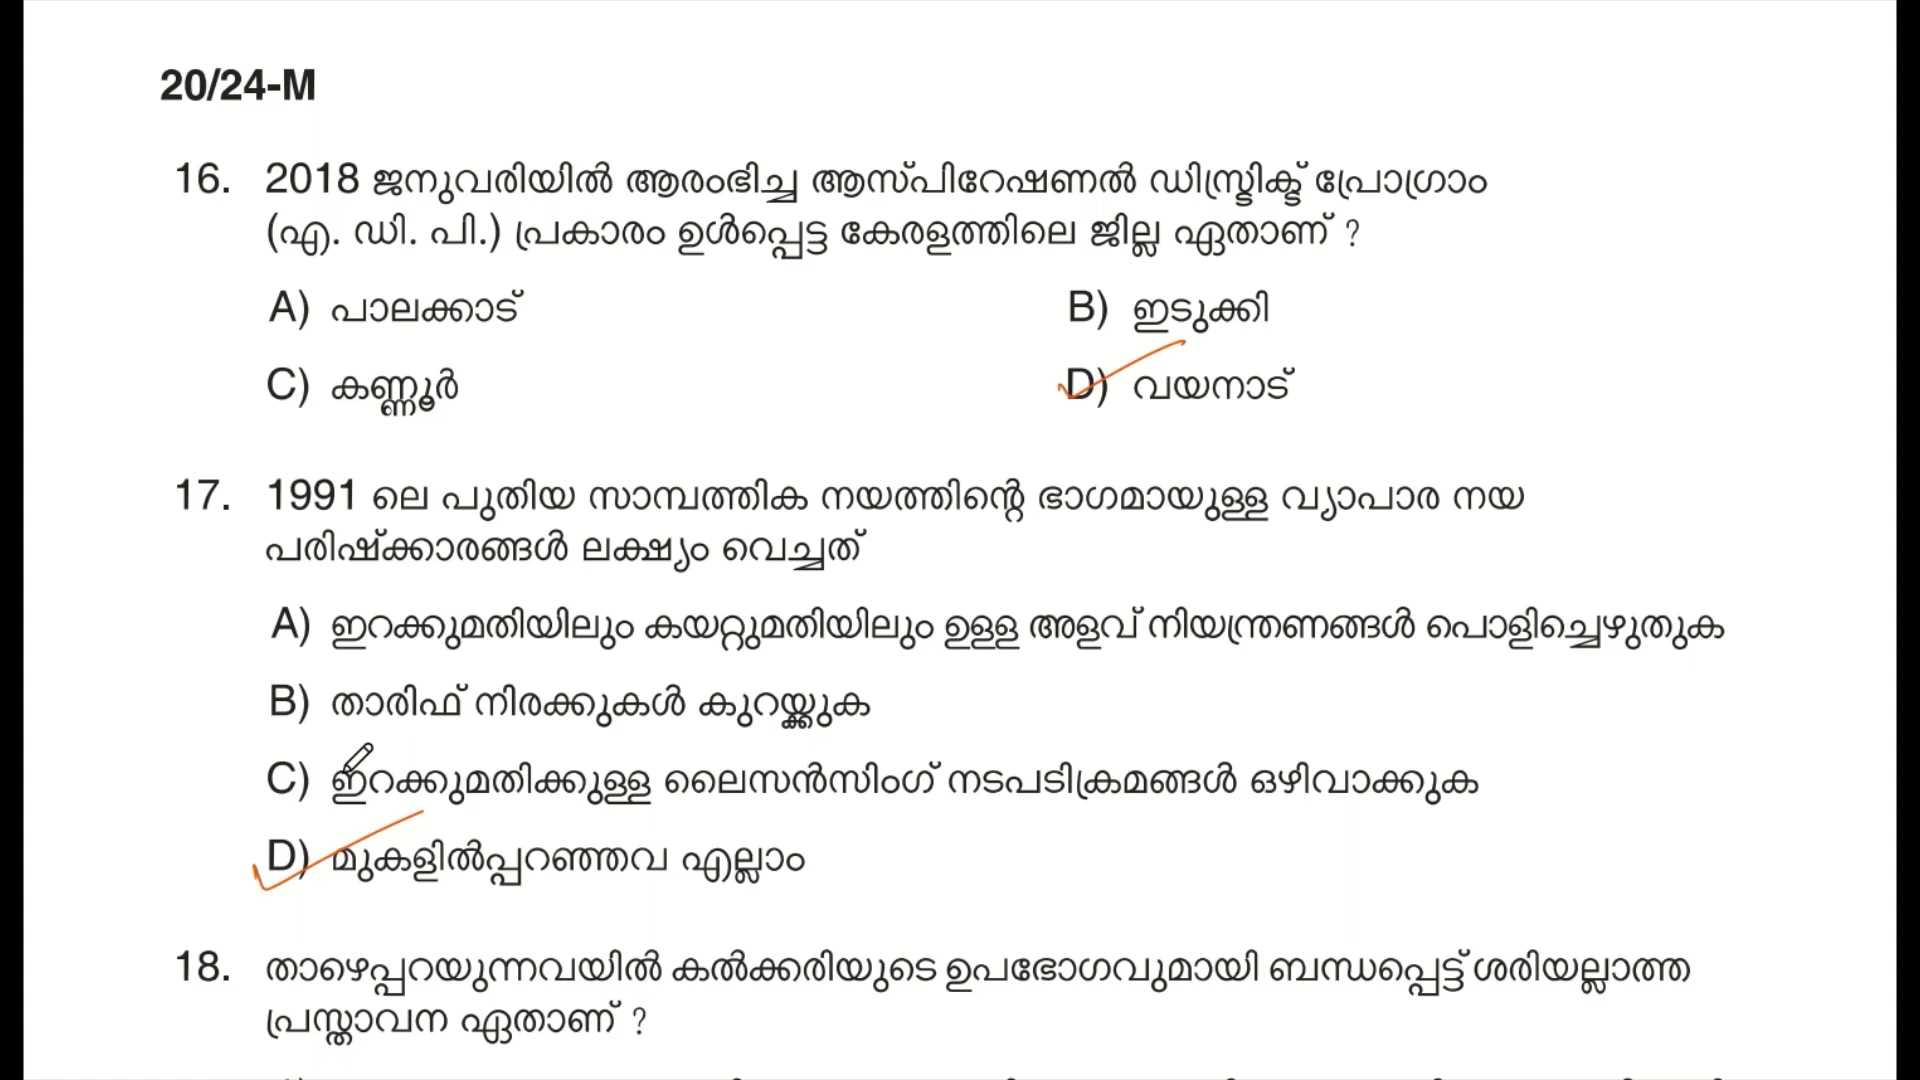 20/24-M
16. 2018 ജനുവരിയിൽ ആരംഭിച്ച ആസ്പിറേഷണൽ ഡിസ്ട്രിക്ട് പ്രോഗ്രാം
(എ. ഡി. പി.) പ്രകാരം ഉൾപ്പെട്ട കേരളത്തിലെ ജില്ല ഏതാണ് ?
A) പാലക്കാട് B) ഇടുക്കി
C) കണ്ണൂർ D) വയനാട്
17. 1991 ലെ പുതിയ സാമ്പത്തിക നയത്തിന്റെ ഭാഗമായുള്ള വ്യാപാര നയ
പരിഷ്ക്കാരങ്ങൾ ലക്ഷ്യം വെച്ചത്
A) ഇറക്കുമതിയിലും കയറ്റുമതിയിലും ഉളള അളവ് നിയന്ത്രണങ്ങൾ പൊളിച്ചെഴുതുക
B) താരിഫ് നിരക്കുകൾ കുറയ്ക്കുക
C) ഇറക്കുമതിക്കുള്ള ലൈസൻസിംഗ് നടപടിക്രമങ്ങൾ ഒഴിവാക്കുക
D) മുകളിൽപ്പറഞ്ഞവ എല്ലാം
18. താഴെപ്പറയുന്നവയിൽ കൽക്കരിയുടെ ഉപഭോഗവുമായി ബന്ധപ്പെട്ട് ശരിയല്ലാത്ത
പ്രസ്താവന ഏതാണ് ?